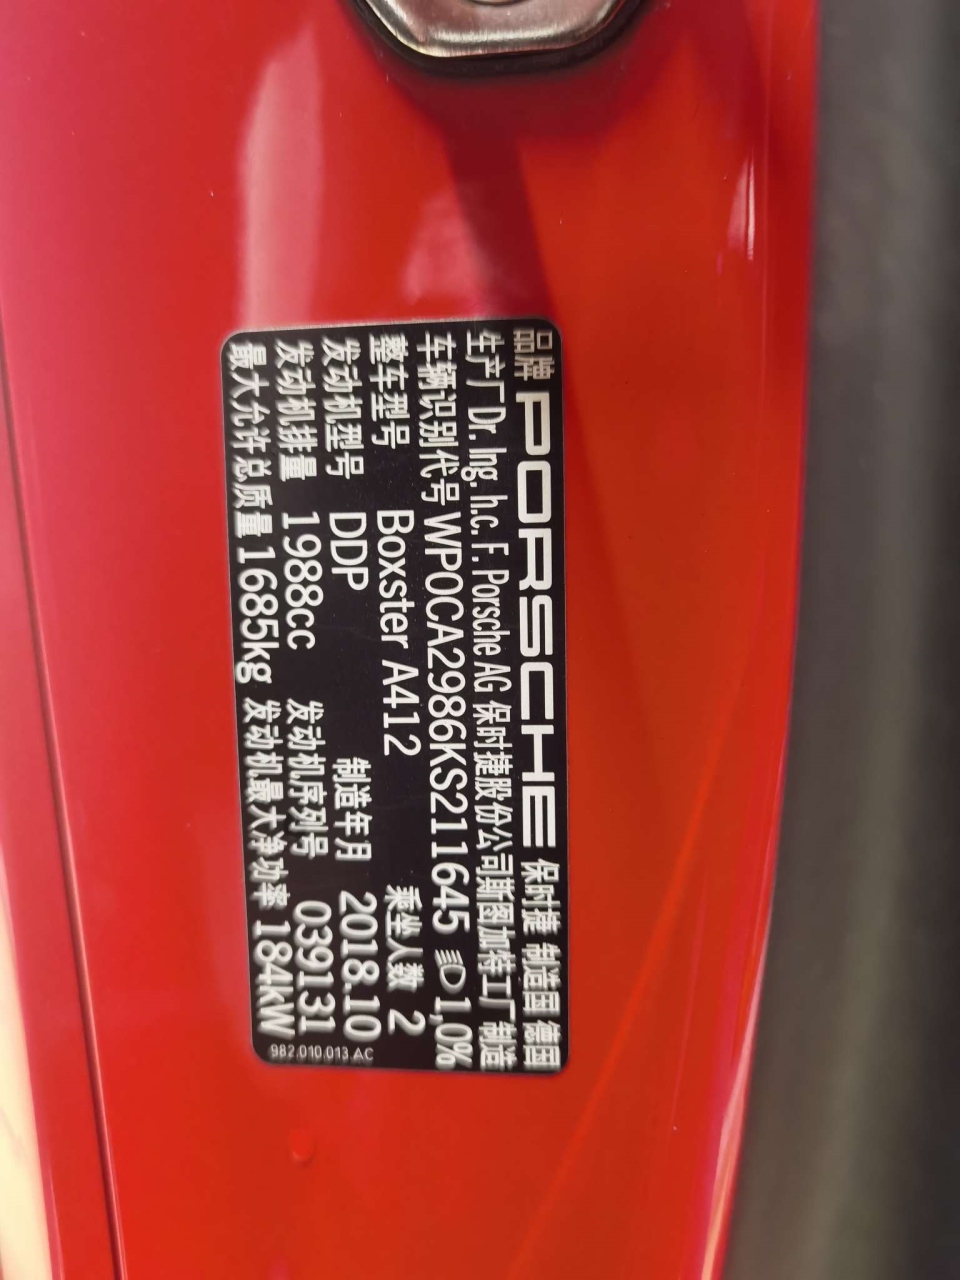 品牌 PORSCHE 保时捷 制造国 德国
生产厂Dr. Ing. h.c. F. Porsche AG 保时捷股份公司斯图加特工厂 制造
车辆识别代号 WP0CA2986KS211645 1,0%
整车型号 Boxster A412 乘坐人数 2
发动机型号 DDP 制造年月 2018.10
发动机排量 1988cc 发动机序列号 039131
最大允许总质量 1685kg 发动机最大净功率 184kW
982.010.013.AC